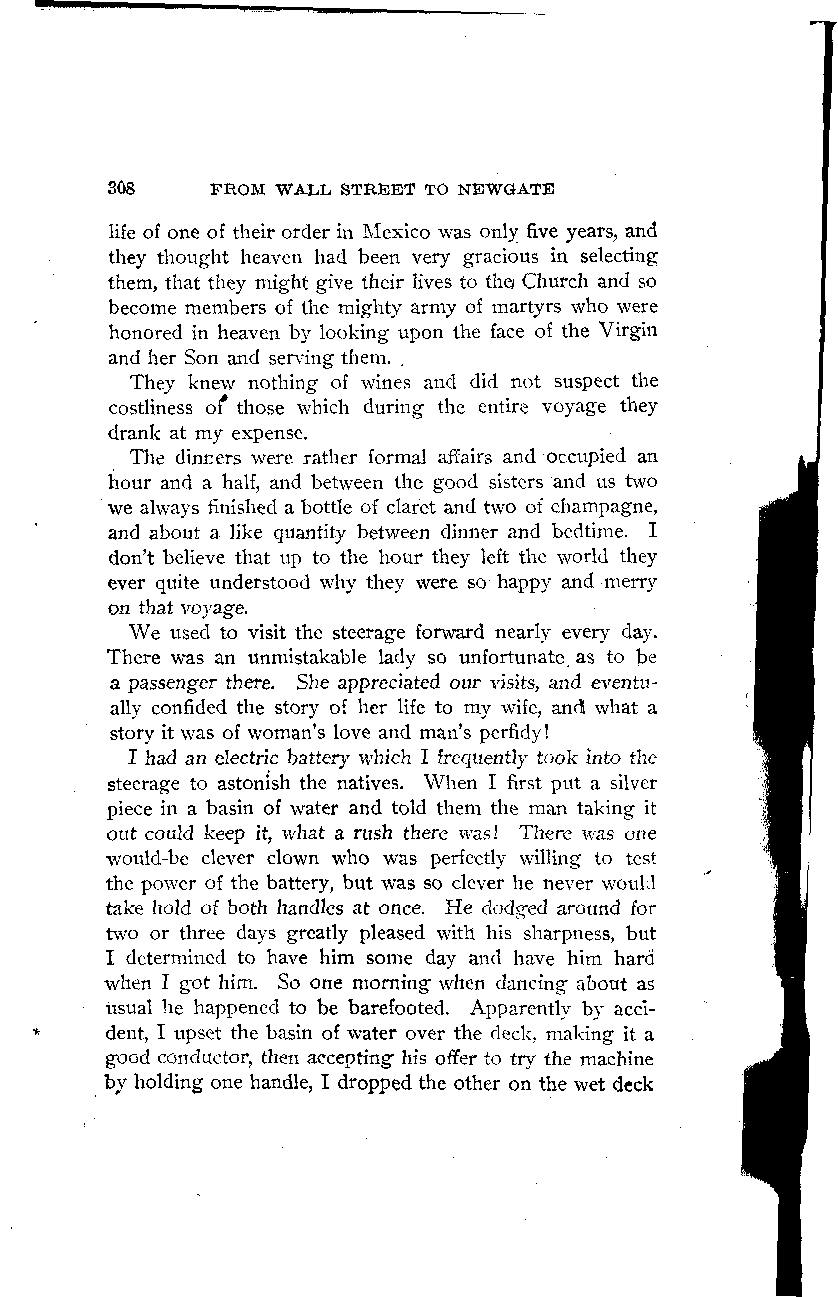 308 FROM WALL STREET TO NEWGATE
life of one of their order in Mexico was only five years, and
they thought heaven had been very gracious in selecting
them, that they might give their lives to the Church and so
become members of the mighty army of martyrs who were
honored in heaven by looking upon the face of the Virgin
and her Son and serving them.
They knew nothing of wines and did not suspect the
costliness of those which during the entire voyage they
drank at my expense.
The dinners were rather formal affairs and occupied an
hour and a half, and between the good sisters and us two
we always finished a bottle of claret and two of champagne,
and about a like quantity between dinner and bedtime. I
don't believe that up to the hour they left the world they
ever quite understood why they were so happy and merry
on that voyage.
We used to visit the steerage forward nearly every day.
There was an unmistakable lady so unfortunate as to be
a passenger there. She appreciated our visits, and eventu-
ally confided the story of her life to my wife, and what a
story it was of woman's love and man's perfidy!
I had an electric battery which I frequently took into the
steerage to astonish the natives. When I first put a silver
piece in a basin of water and told them the man taking it
out could keep it, what a rush there was! There was one
would-be clever clown who was perfectly willing to test
the power of the battery, but was so clever he never would
take hold of both handles at once. He dodged around for
two or three days greatly pleased with his sharpness, but
I determined to have him some day and have him hard
when I got him. So one morning when dancing about as
usual he happened to be barefooted. Apparently by acci-
dent, I upset the basin of water over the deck, making it a
good conductor, then accepting his offer to try the machine
by holding one handle, I dropped the other on the wet deck